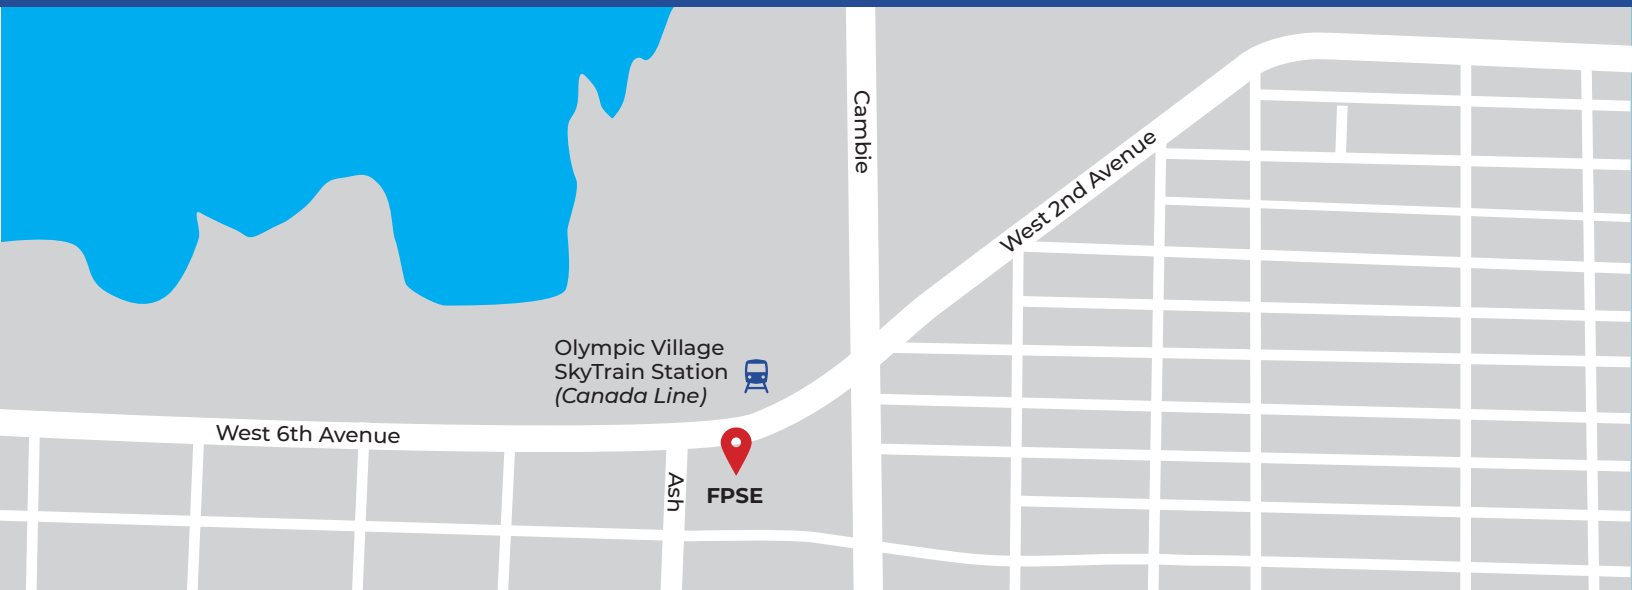 Cambie
West 2nd Avenue
Olympic Village
SkyTrain Station
(Canada Line)
West 6th Avenue
Ash
FPSE